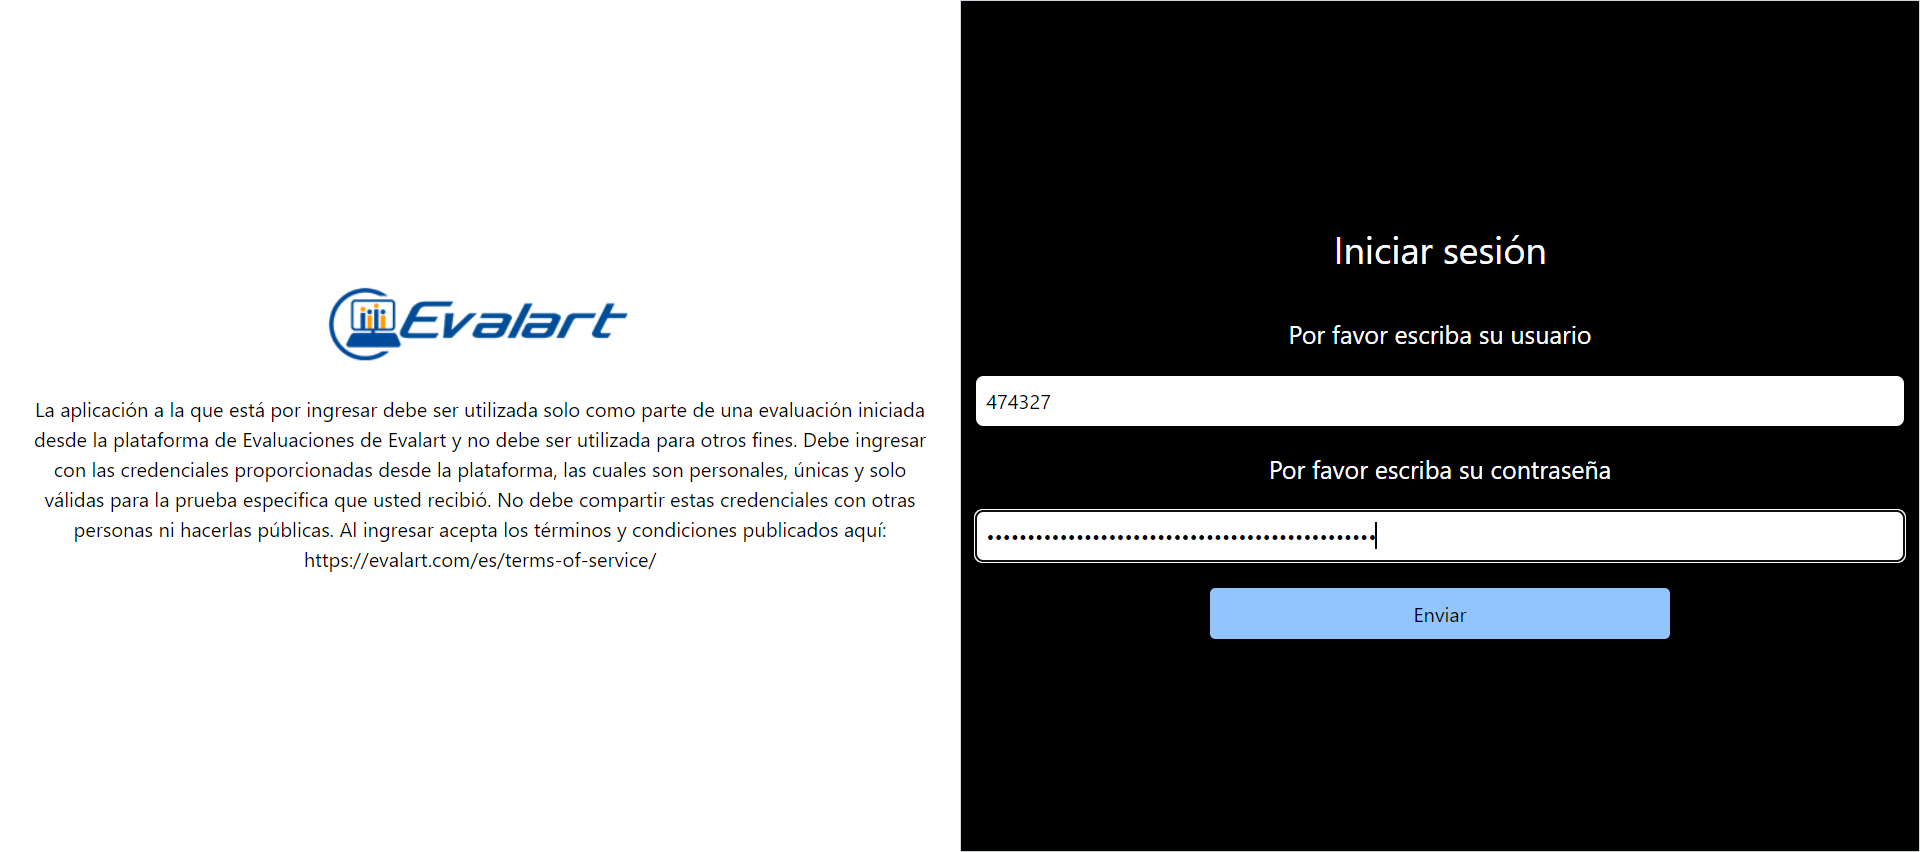 Evalart
La aplicación a la que está por ingresar debe ser utilizada solo como parte de una evaluación iniciada
desde la plataforma de Evaluaciones de Evalart y no debe ser utilizada para otros fines. Debe ingresar
con las credenciales proporcionadas desde la plataforma, las cuales son personales, únicas y solo
válidas para la prueba especifica que usted recibió. No debe compartir estas credenciales con otras
personas ni hacerlas públicas. Al ingresar acepta los términos y condiciones publicados aquí:
https://evalart.com/es/terms-of-service/
Iniciar sesión
Por favor escriba su usuario
474327
Por favor escriba su contraseña
Enviar